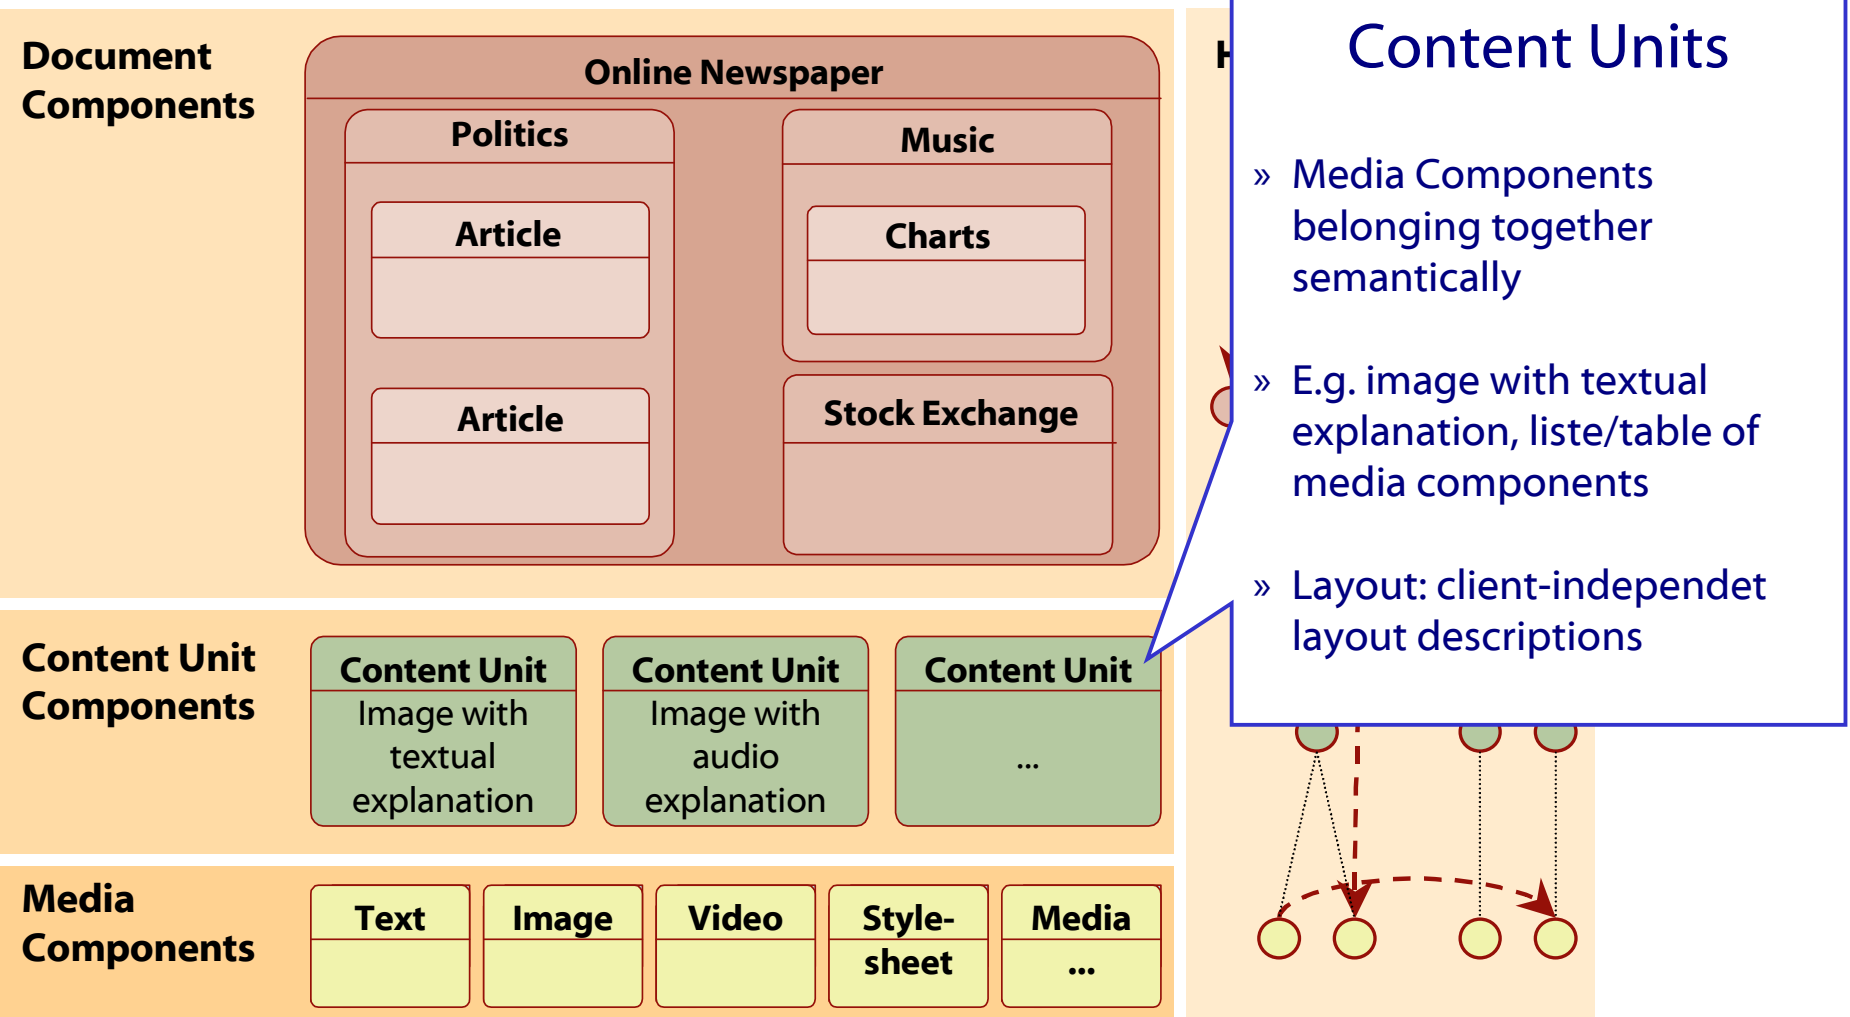 Document
Components
Online Newspaper
Politics
Article
Article
Music
Charts
Stock Exchange
Content Unit
Components
Content Unit
Image with
textual
explanation
Content Unit
Image with
audio
explanation
Content Unit
...
Media
Components
Text
Image
Video
Style-
sheet
Media
...
Content Units
» Media Components
belonging together
semantically
» E.g. image with textual
explanation, liste/table of
media components
» Layout: client-independet
layout descriptions